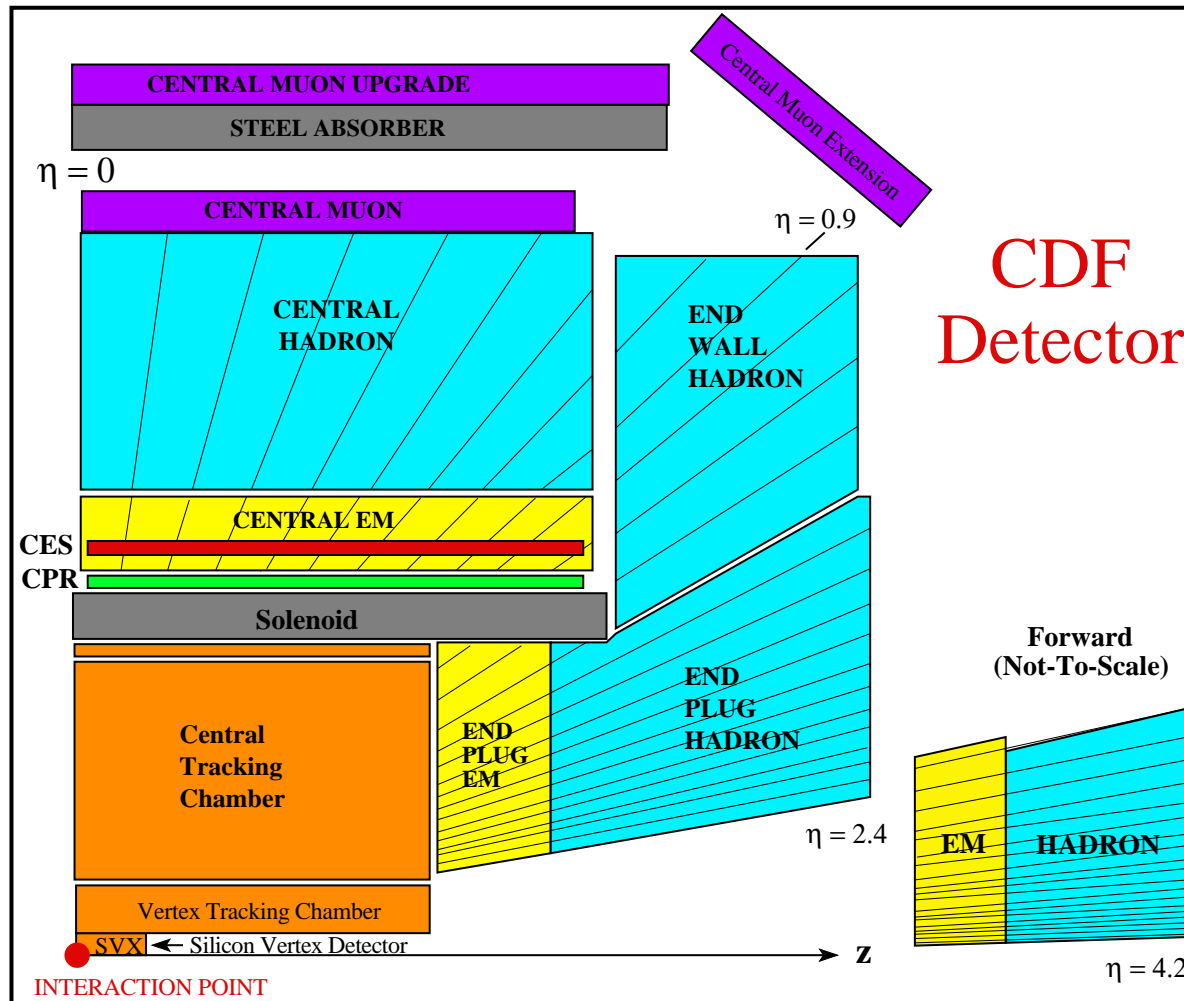 CENTRAL MUON UPGRADE
STEEL ABSORBER
Central Muon Extension
η = 0
CENTRAL MUON
η = 0.9
CDF
Detector
CENTRAL
HADRON
END
WALL
HADRON
CENTRAL EM
CES
CPR
Solenoid
Forward
(Not-To-Scale)
Central
Tracking
Chamber
END
PLUG
EM
END
PLUG
HADRON
η = 2.4
EM
HADRON
Vertex Tracking Chamber
SVX
Silicon Vertex Detector
z
η = 4.2
INTERACTION POINT